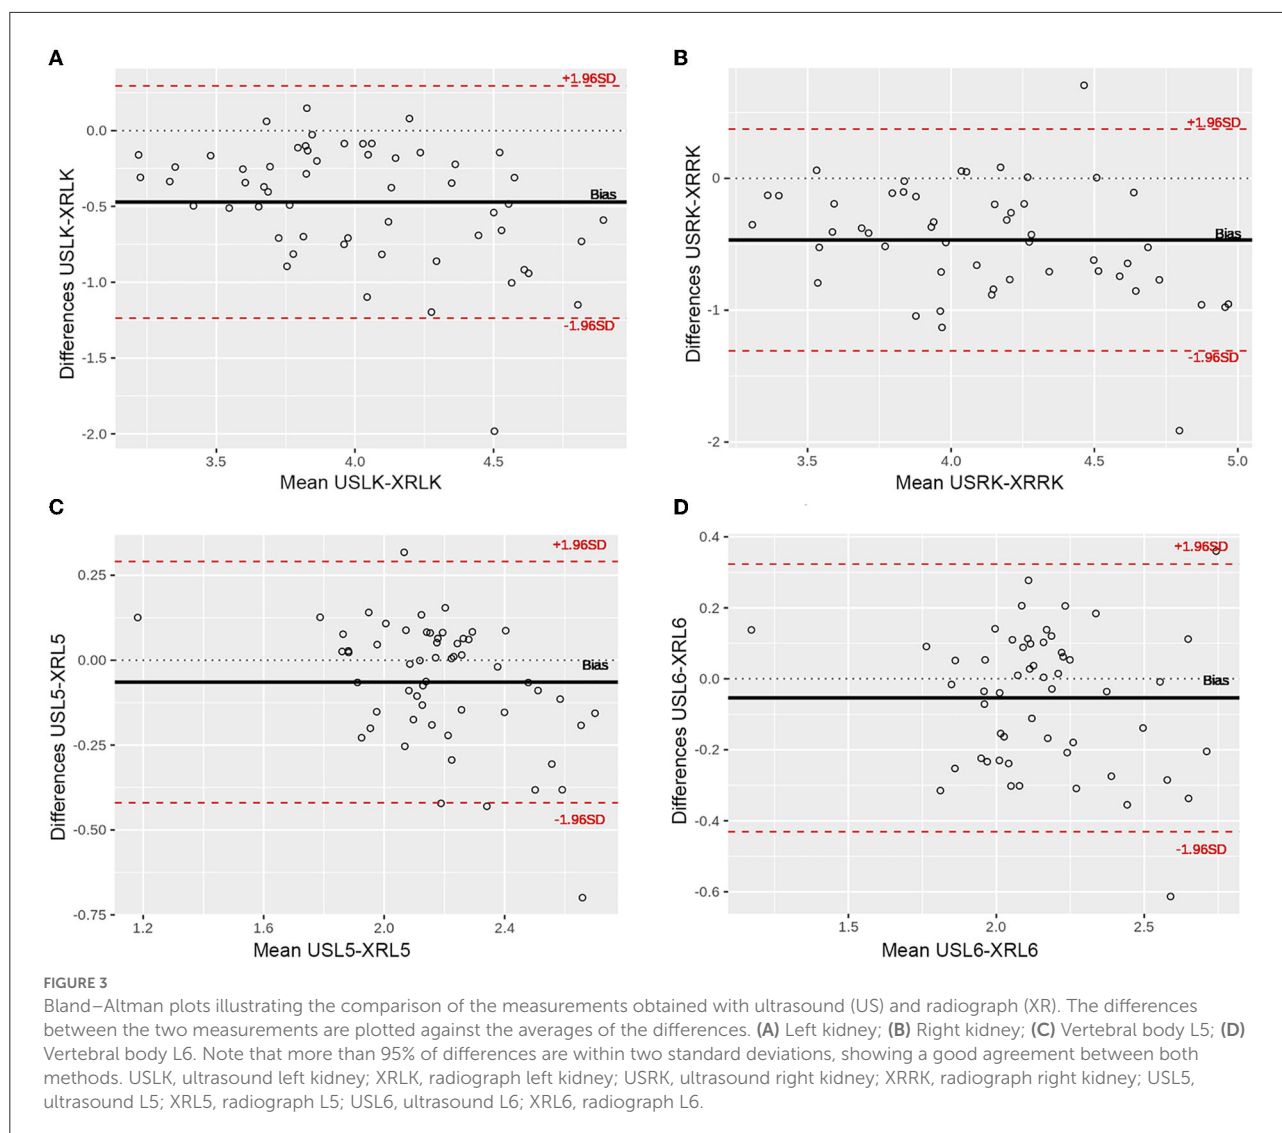 A
+1.96SD
0.0
-0.5
-1.0
-1.5
-2.0
Differences USLK-XRLK
Bias
-1.96SD
3.5 4.0 4.5
Mean USLK-XRLK
B
+1.96SD
0
-1
-2
Differences USRK-XRRK
Bias
-1.96SD
3.5 4.0 4.5 5.0
Mean USRK-XRRK
C
+1.96SD
0.25
0.00
-0.25
-0.50
-0.75
Differences USL5-XRL5
Bias
-1.96SD
1.2 1.6 2.0 2.4
Mean USL5-XRL5
D
+1.96SD
0.4
0.2
0.0
-0.2
-0.4
-0.6
Differences USL6-XRL6
Bias
-1.96SD
1.5 2.0 2.5
Mean USL6-XRL6
FIGURE 3
Bland–Altman plots illustrating the comparison of the measurements obtained with ultrasound (US) and radiograph (XR). The differences
between the two measurements are plotted against the averages of the differences. (A) Left kidney; (B) Right kidney; (C) Vertebral body L5; (D)
Vertebral body L6. Note that more than 95% of differences are within two standard deviations, showing a good agreement between both
methods. USLK, ultrasound left kidney; XRLK, radiograph left kidney; USRK, ultrasound right kidney; XRRK, radiograph right kidney; USL5,
ultrasound L5; XRL5, radiograph L5; USL6, ultrasound L6; XRL6, radiograph L6.